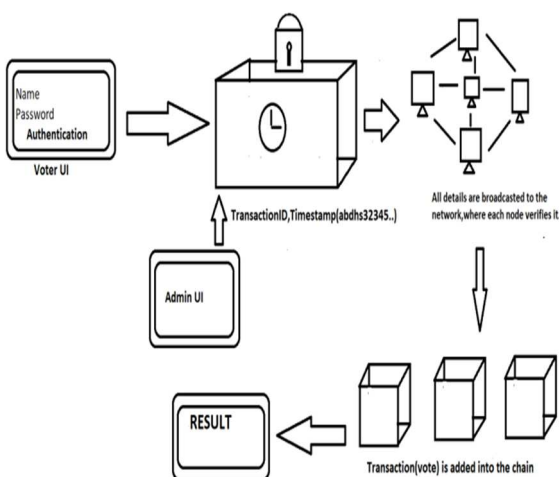 Name
Password
Authentication
Voter UI
TransactionID,Timestamp(abdhs32345..)
All details are broadcasted to the
network,where each node verifies it
Admin UI
RESULT
Transaction(vote) is added into the chain